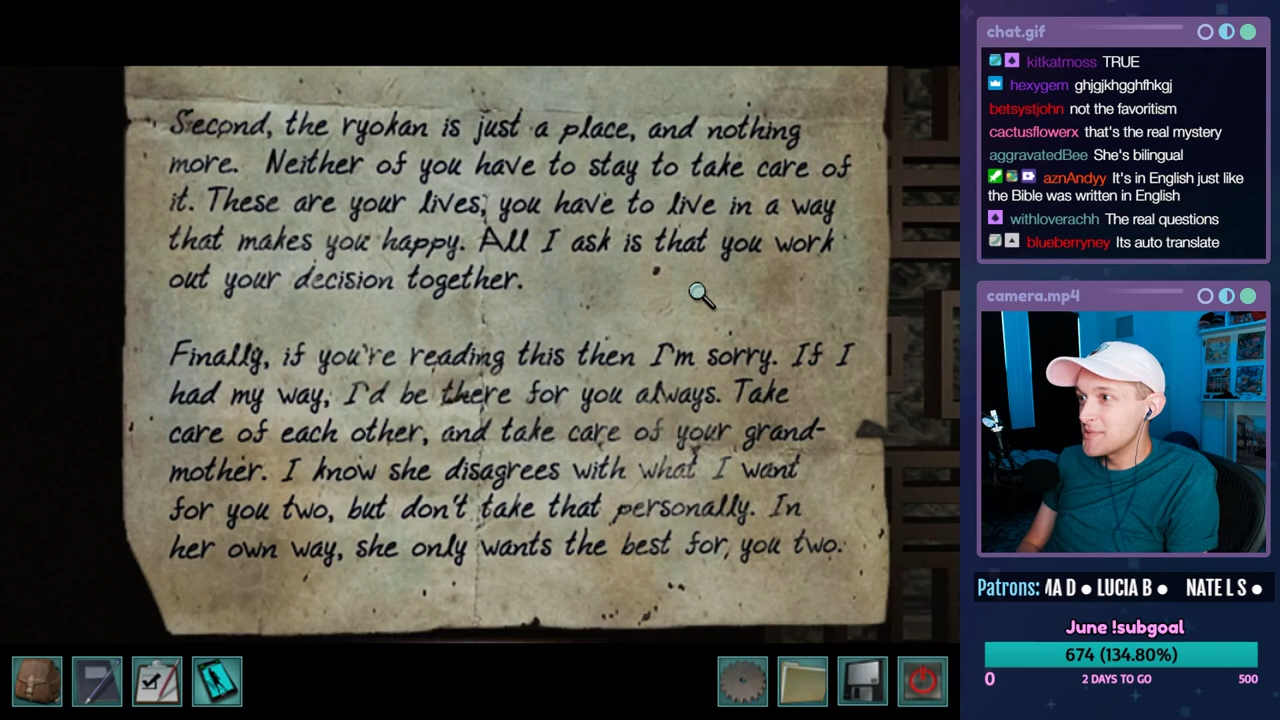 Second, the ryokan is just a place, and nothing
more. Neither of you have to stay to take care of
it. These are your lives, you have to live in a way
that makes you happy. All I ask is that you work
out your decision together.
Finally, if you're reading this then I'm sorry. If I
had my way, I'd be there for you always. Take
care of each other, and take care of your grand-
mother. I know she disagrees with what I want
for you two, but don't take that personally. In
her own way, she only wants the best for you two.
chat.gif
kitkatmoss TRUE
hexygem ghjgjkhgghfhkgj
betsystjohn not the favoritism
cactusflowerx that's the real mystery
aggravatedBee She's bilingual
aznAndyy It's in English just like
the Bible was written in English
withloverachh The real questions
blueberryney Its auto translate
camera.mp4
Patrons: MA D ● LUCIA B ● NATE L S ●
June !subgoal
674 (134.80%)
0 2 DAYS TO GO 500